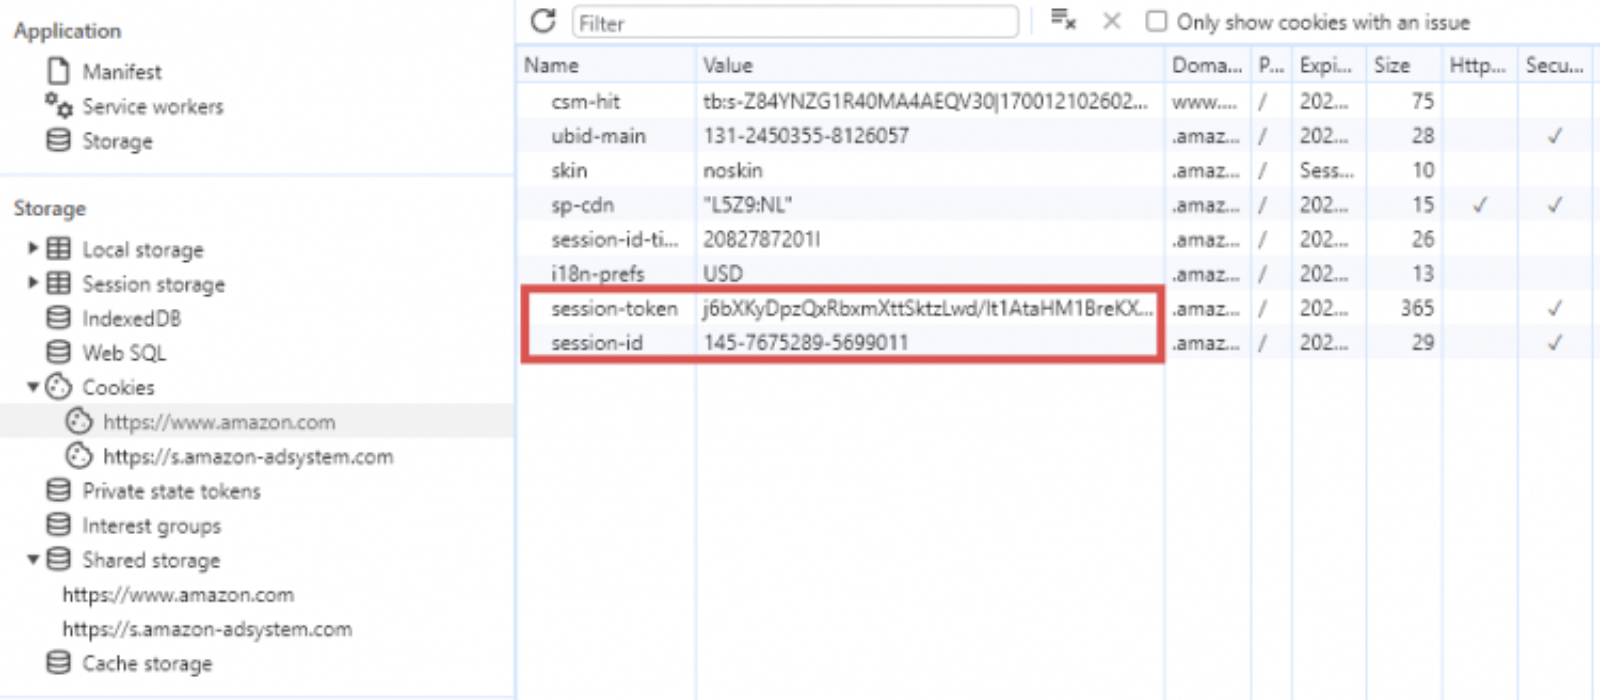 Application
Manifest
Service workers
Storage
Storage
Local storage
Session storage
IndexedDB
Web SQL
Cookies
https://www.amazon.com
https://s.amazon-adsystem.com
Private state tokens
Interest groups
Shared storage
https://www.amazon.com
https://s.amazon-adsystem.com
Cache storage
Filter
Only show cookies with an issue
Name Value Doma... P... Expi... Size Http... Secu...
csm-hit tb:s-Z84YNZG1R40MA4AEQV30|170012102602... www.... / 202... 75
ubid-main 131-2450355-8126057 .amaz... / 202... 28 ✓
skin noskin .amaz... / Sess... 10
sp-cdn "L5Z9:NL" .amaz... / 202... 15 ✓ ✓
session-id-ti... 2082787201l .amaz... / 202... 26
i18n-prefs USD .amaz... / 202... 13
session-token j6bXKyDpzQxRbxmXttSktzLwd/It1AtaHM1BreKX... .amaz... / 202... 365 ✓
session-id 145-7675289-5699011 .amaz... / 202... 29 ✓